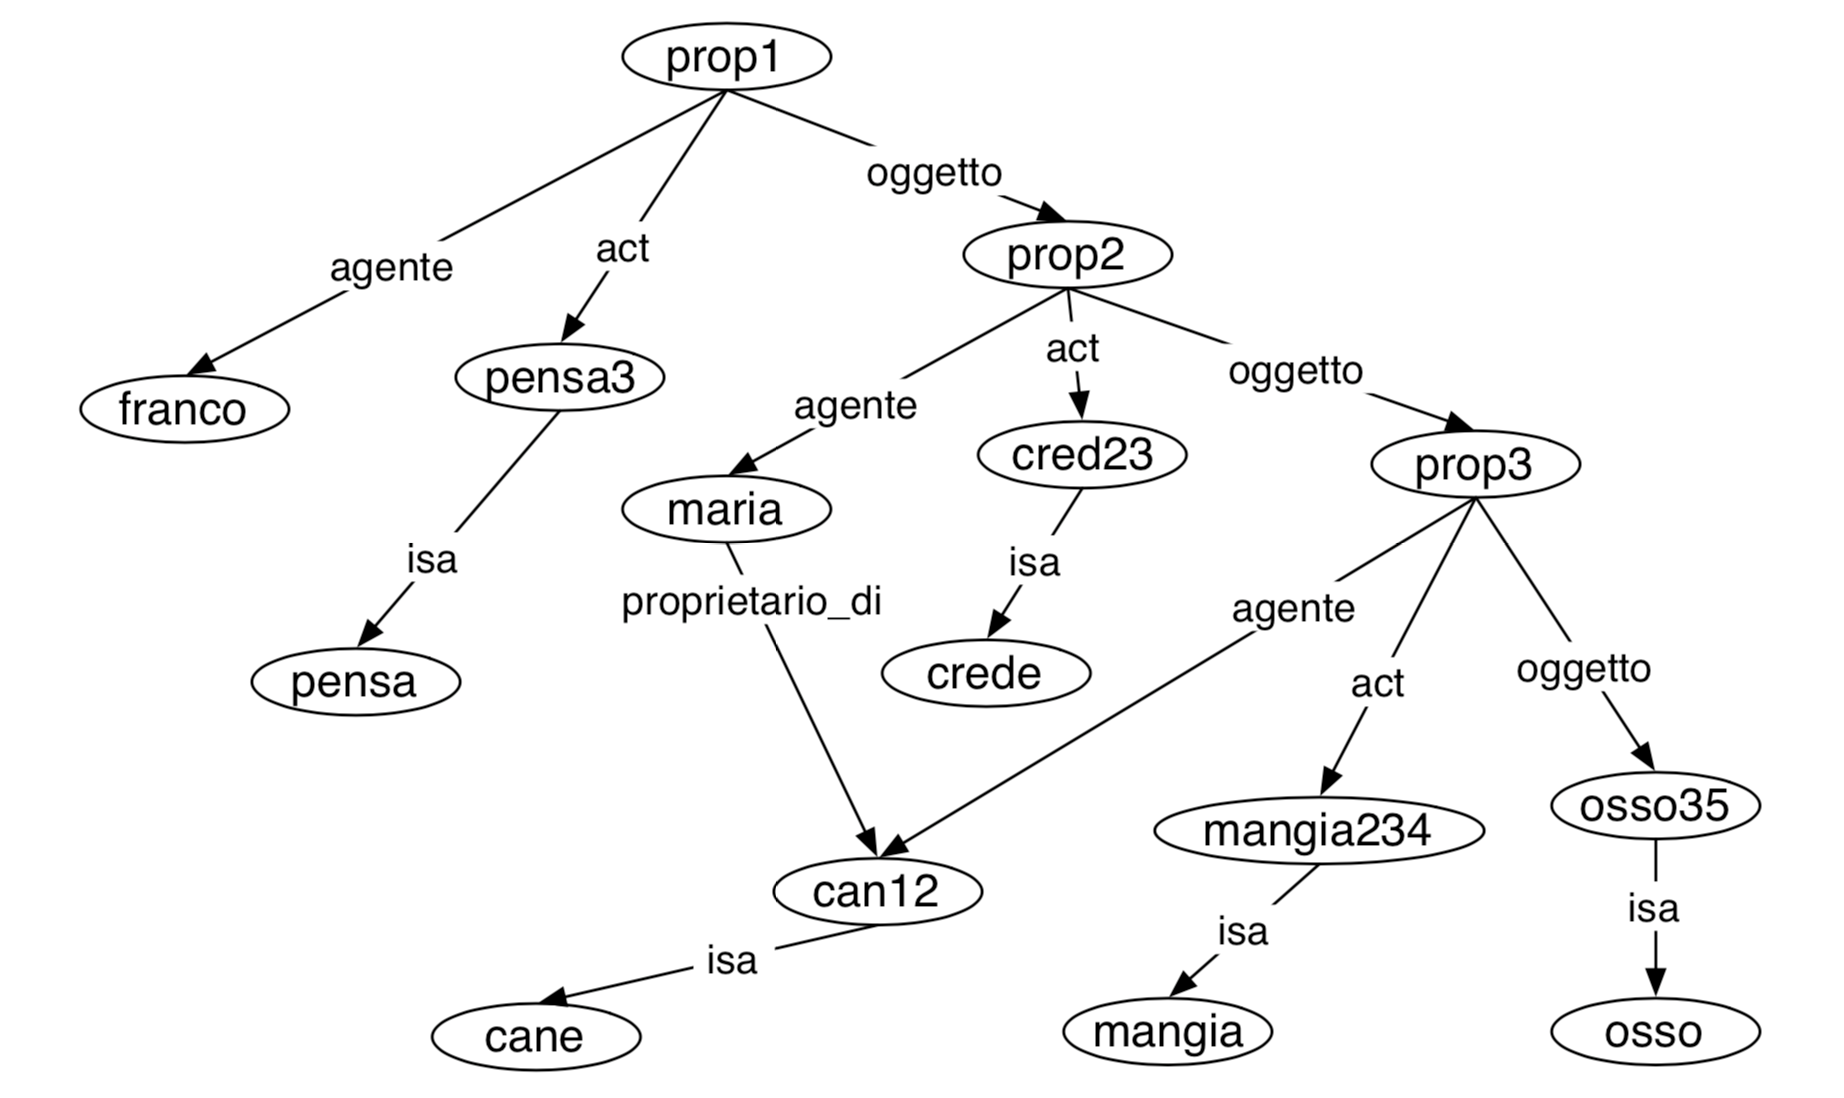 prop1
oggetto
agente
act
prop2
franco
pensa3
agente
act
oggetto
maria
cred23
prop3
isa
proprietario_di
isa
agente
act
oggetto
pensa
crede
can12
mangia234
osso35
isa
isa
isa
cane
mangia
osso